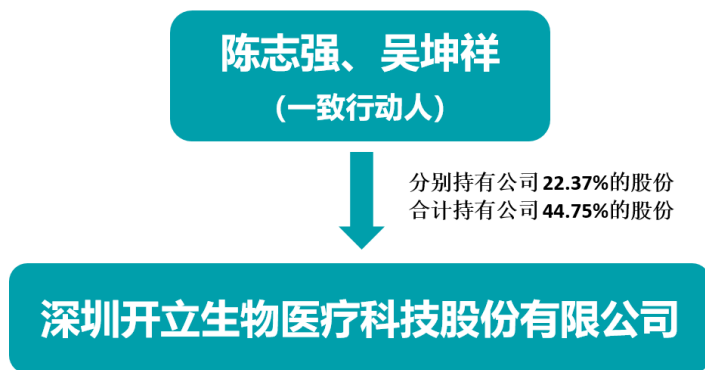 陈志强、吴坤祥
（一致行动人）
分别持有公司22.37%的股份
合计持有公司44.75%的股份
深圳开立生物医疗科技股份有限公司